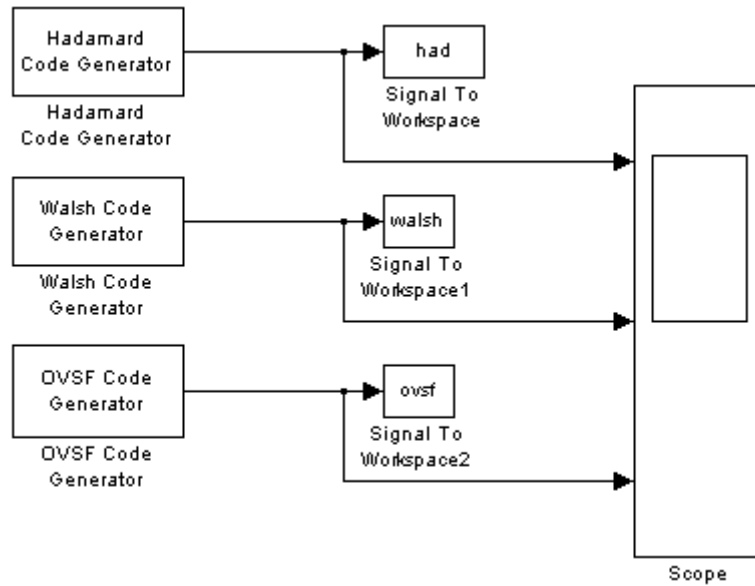 Hadamard
Code Generator
Hadamard
Code Generator
had
Signal To
Workspace
Walsh Code
Generator
Walsh Code
Generator
walsh
Signal To
Workspace1
OVSF Code
Generator
OVSF Code
Generator
ovsf
Signal To
Workspace2
Scope